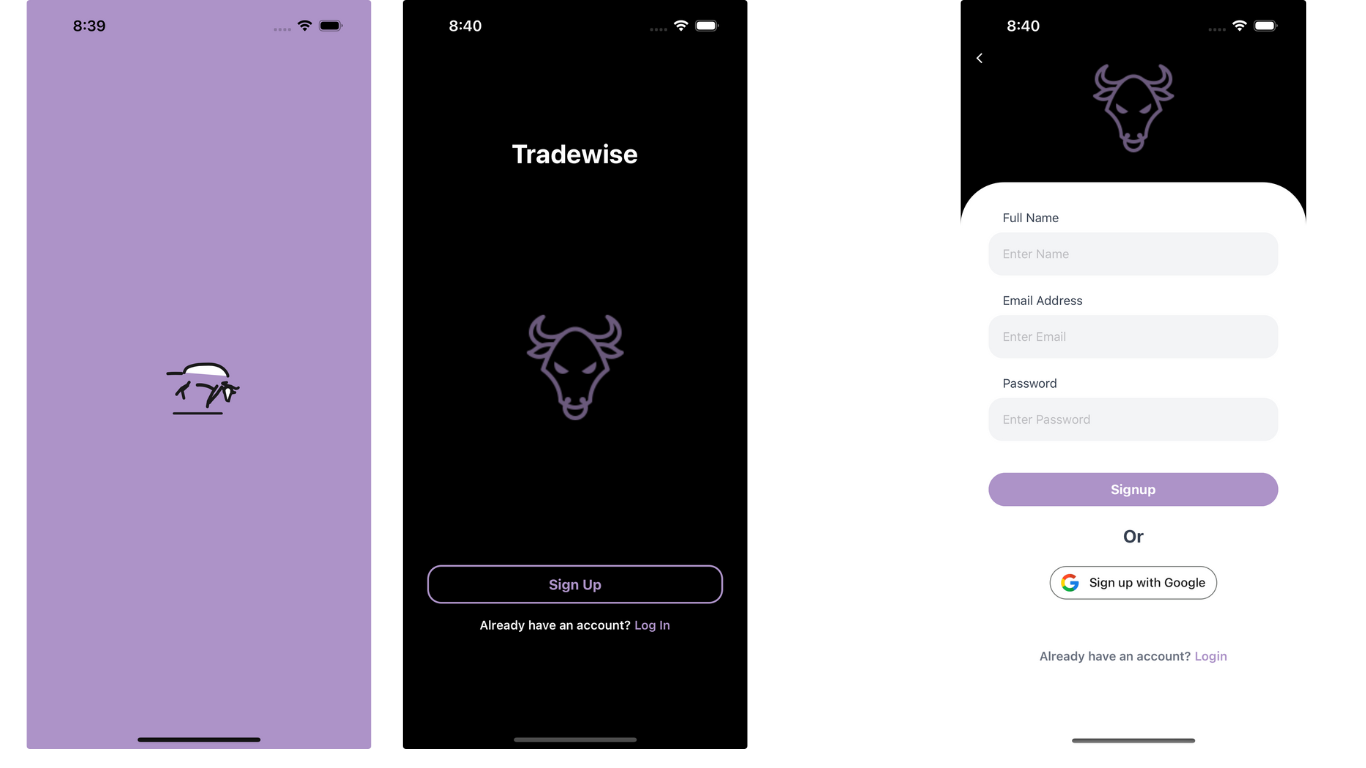 8:39
8:40
Tradewise
Sign Up
Already have an account? Log In
8:40
Full Name
Enter Name
Email Address
Enter Email
Password
Enter Password
Signup
Or
Sign up with Google
Already have an account? Login